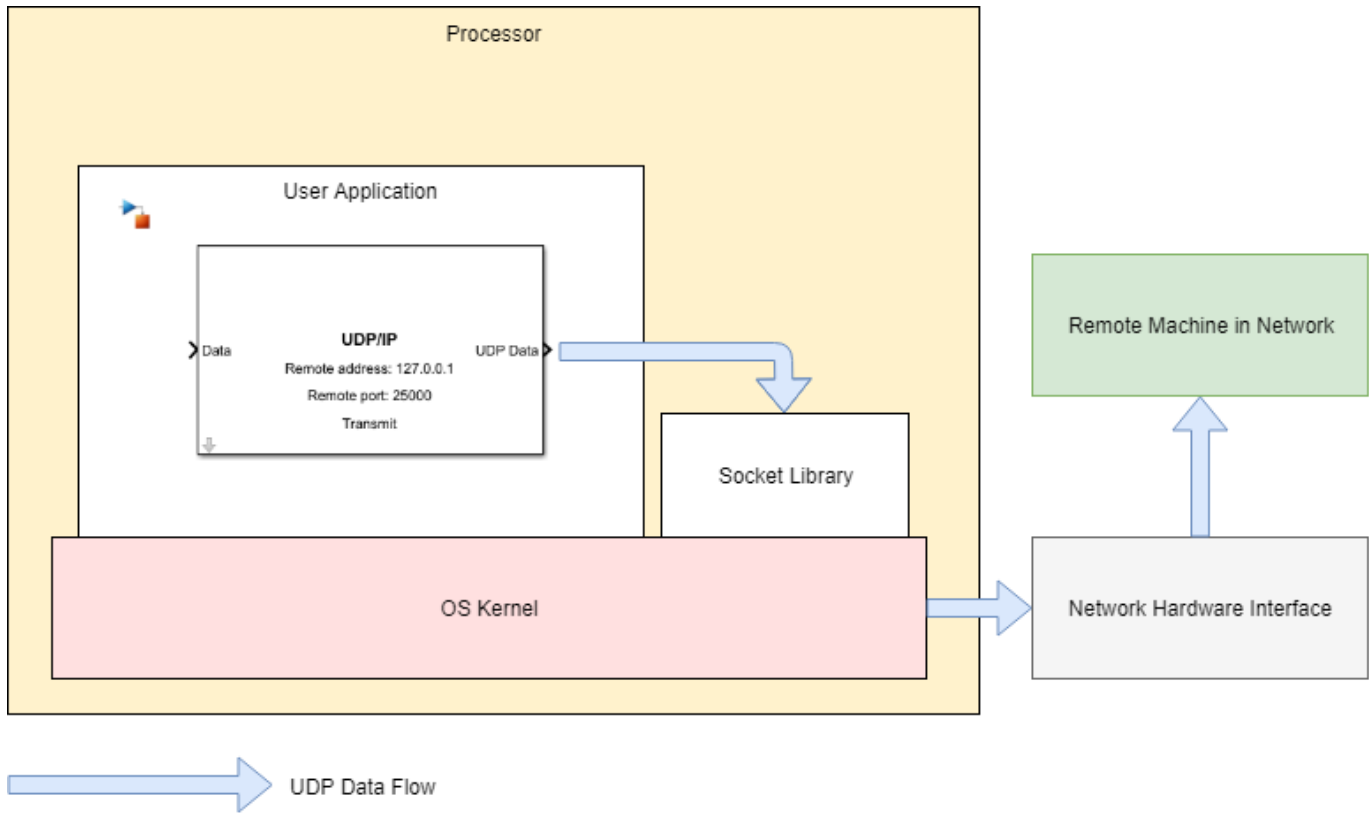 Processor
User Application
UDP/IP
Data
UDP Data
Remote address: 127.0.0.1
Remote port: 25000
Transmit
Remote Machine in Network
Socket Library
OS Kernel
Network Hardware Interface
UDP Data Flow